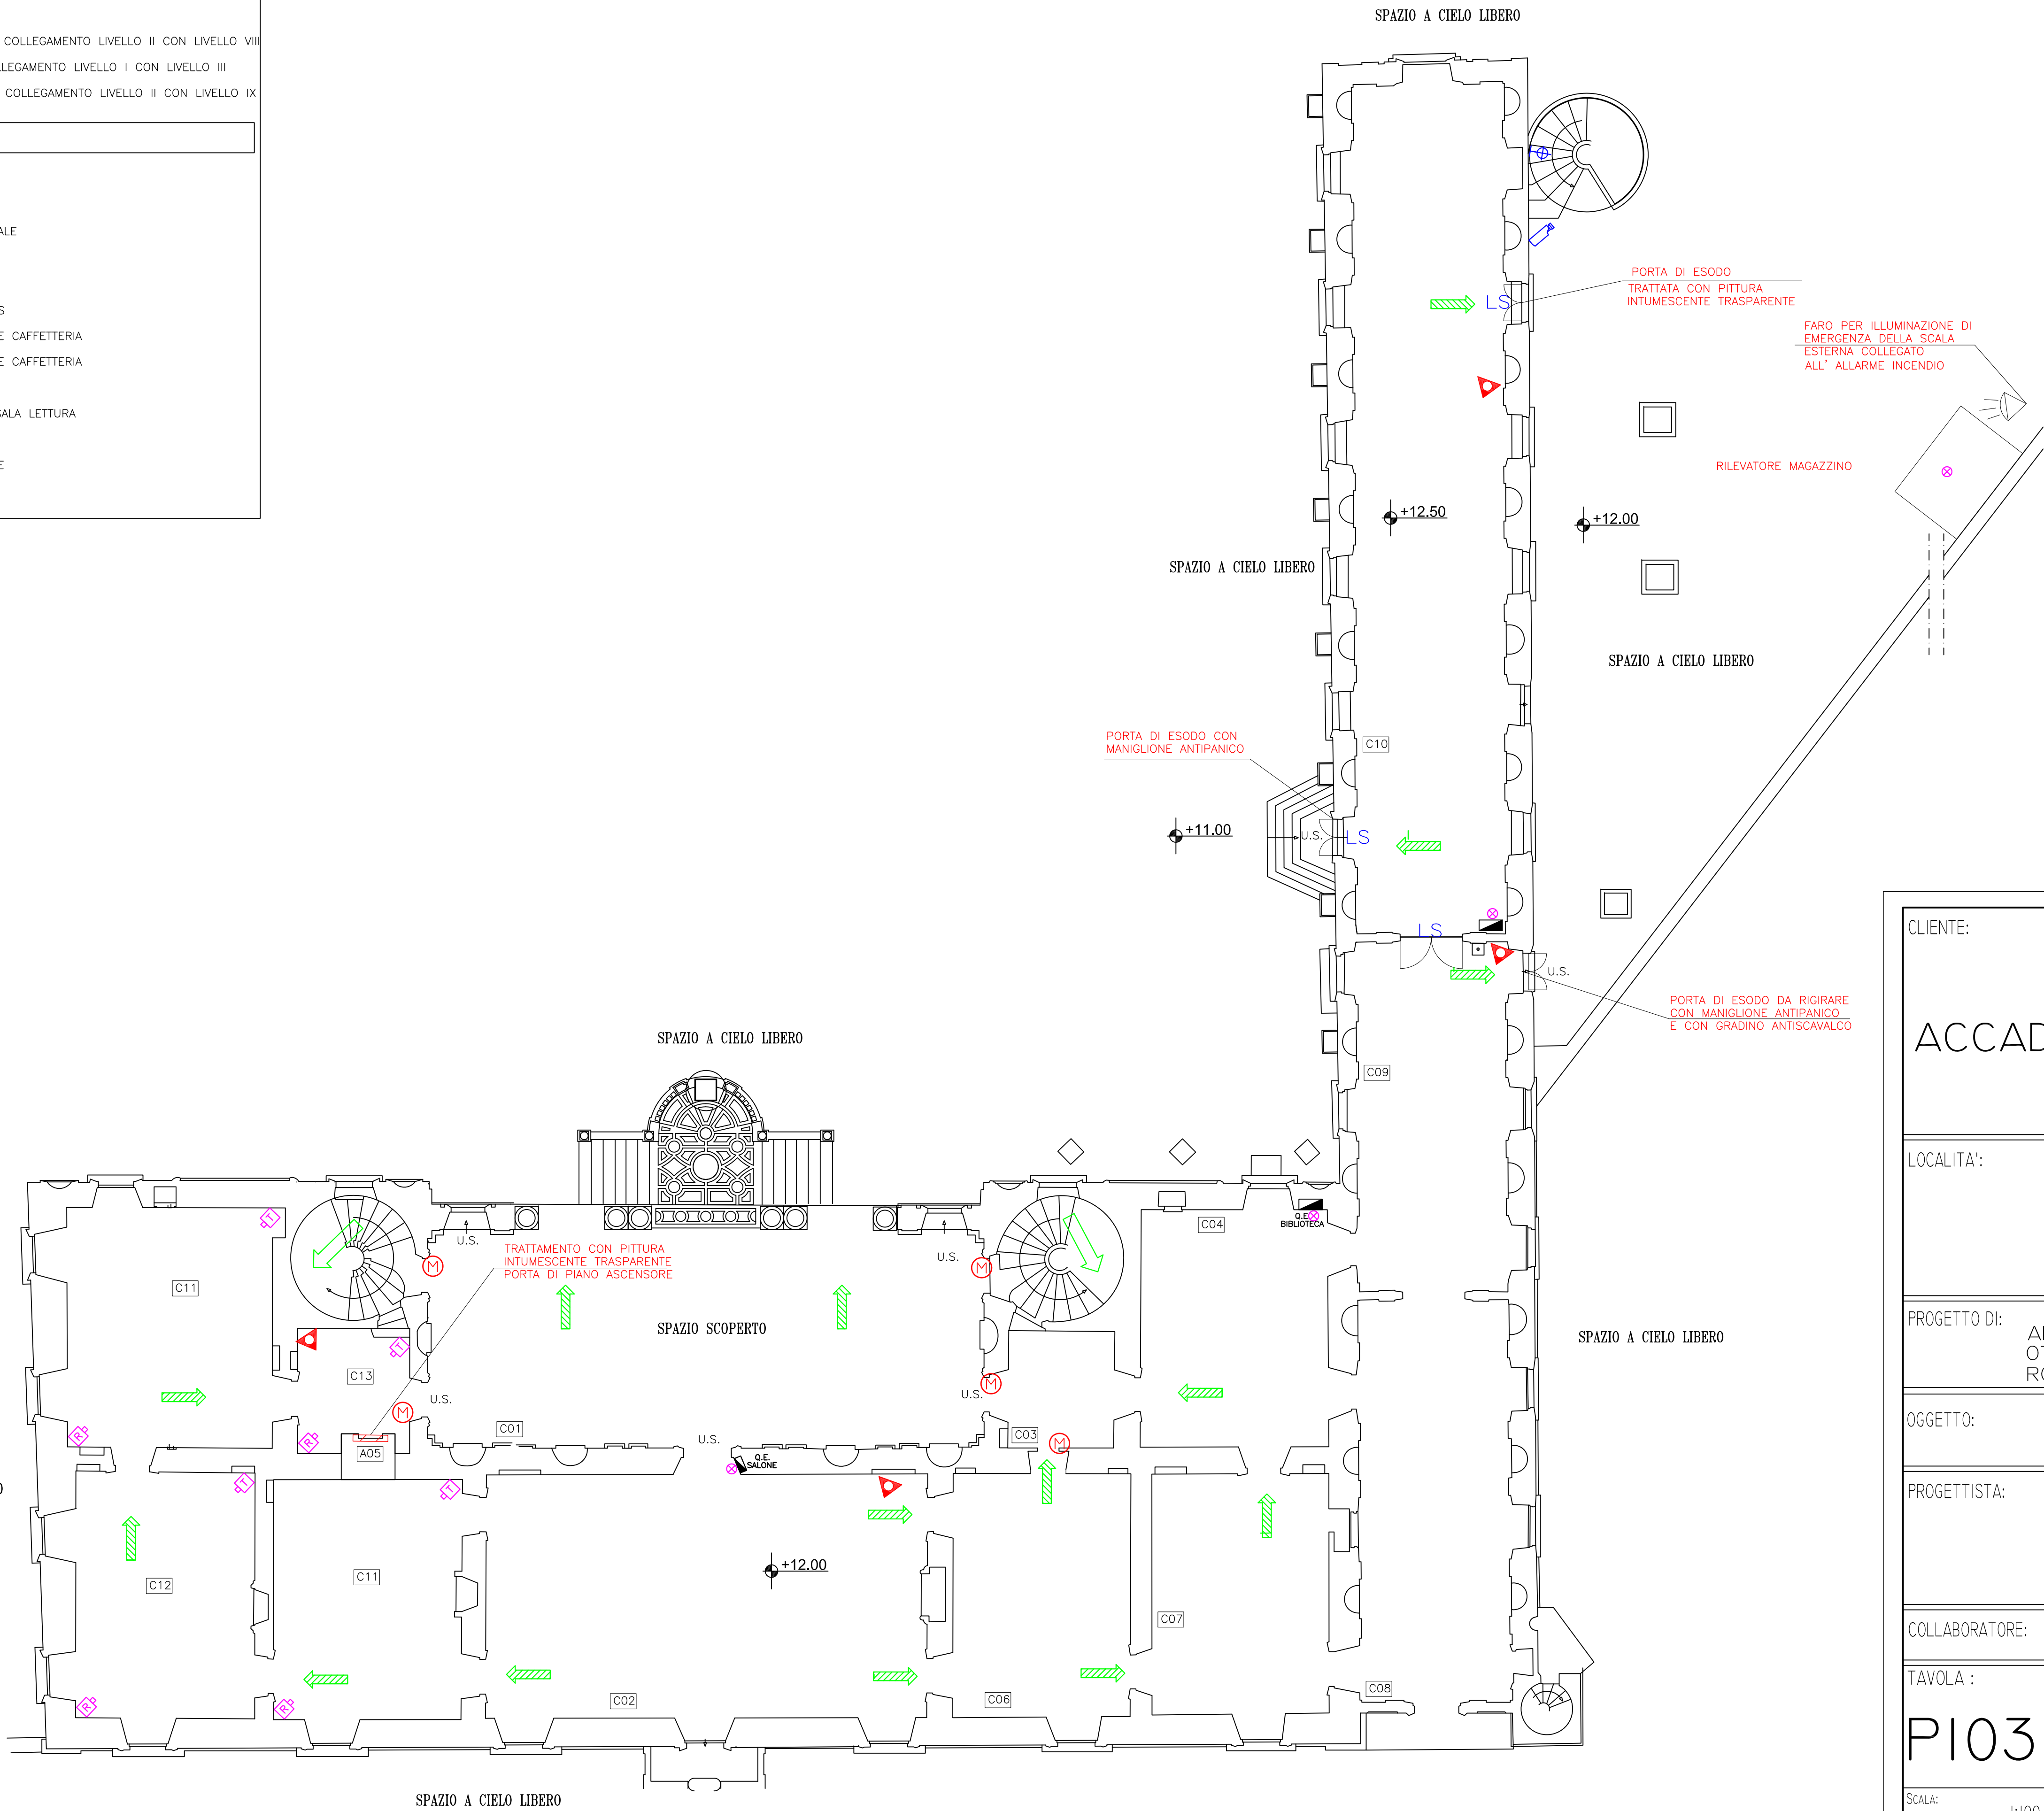 COLLEGAMENTO LIVELLO II CON LIVELLO VIII
LLEGAMENTO LIVELLO I CON LIVELLO III
COLLEGAMENTO LIVELLO II CON LIVELLO IX
ALE
S
E CAFFETTERIA
E CAFFETTERIA
SALA LETTURA
E
SPAZIO A CIELO LIBERO
PORTA DI ESODO
TRATTATA CON PITTURA
INTUMESCENTE TRASPARENTE
LS
FARO PER ILLUMINAZIONE DI
EMERGENZA DELLA SCALA
ESTERNA COLLEGATO
ALL' ALLARME INCENDIO
RILEVATORE MAGAZZINO
+12.50
+12.00
SPAZIO A CIELO LIBERO
SPAZIO A CIELO LIBERO
PORTA DI ESODO CON
MANIGLIONE ANTIPANICO
C10
+11.00
U.S.
LS
LS
U.S.
PORTA DI ESODO DA RIGIRARE
CON MANIGLIONE ANTIPANICO
E CON GRADINO ANTISCAVALCO
SPAZIO A CIELO LIBERO
C09
C04
Q.E.
BIBLIOTECA
T
C11
U.S.
U.S.
M
M
TRATTAMENTO CON PITTURA
INTUMESCENTE TRASPARENTE
PORTA DI PIANO ASCENSORE
SPAZIO SCOPERTO
SPAZIO A CIELO LIBERO
T
C13
U.S.
U.S.
M
M
R
R
C01
C03
M
A05
U.S.
Q.E.
SALONE
T
T
+12.00
C12
C11
C07
C02
C06
C08
R
R
SPAZIO A CIELO LIBERO
CLIENTE:
ACCAD
LOCALITA':
PROGETTO DI:
OGGETTO:
PROGETTISTA:
COLLABORATORE:
TAVOLA :
PI03
SCALA: